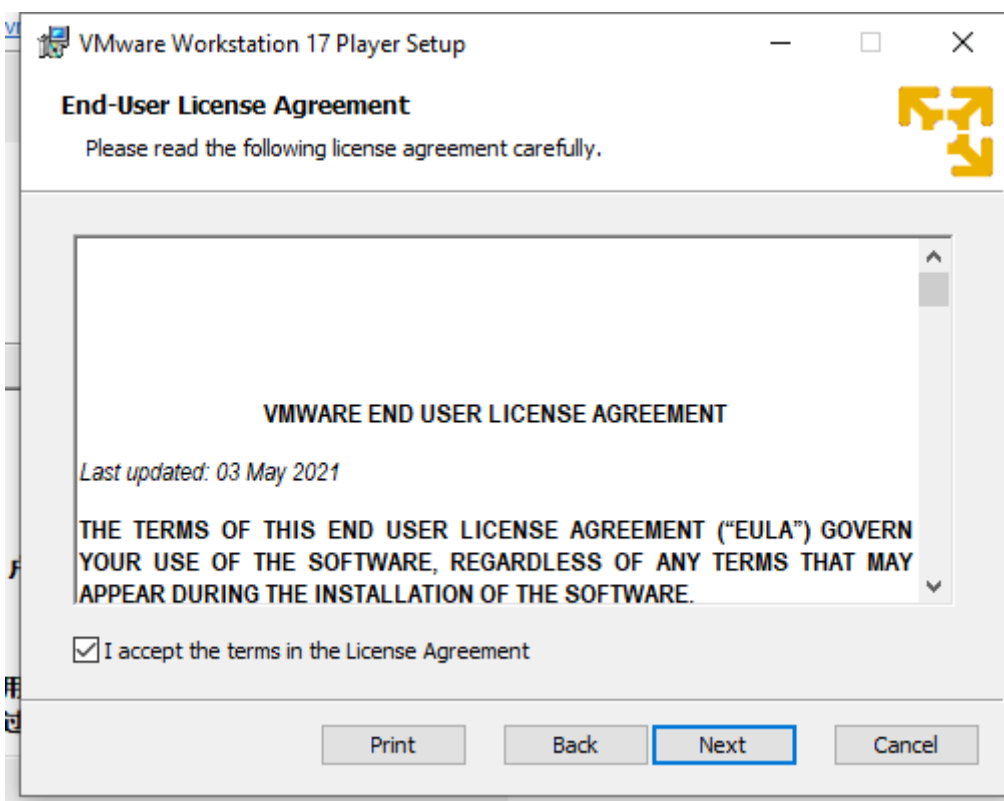 VMware Workstation 17 Player Setup
End-User License Agreement
Please read the following license agreement carefully.
VMWARE END USER LICENSE AGREEMENT
Last updated: 03 May 2021
THE TERMS OF THIS END USER LICENSE AGREEMENT (“EULA”) GOVERN
YOUR USE OF THE SOFTWARE, REGARDLESS OF ANY TERMS THAT MAY
APPEAR DURING THE INSTALLATION OF THE SOFTWARE.
I accept the terms in the License Agreement
Print Back Next Cancel